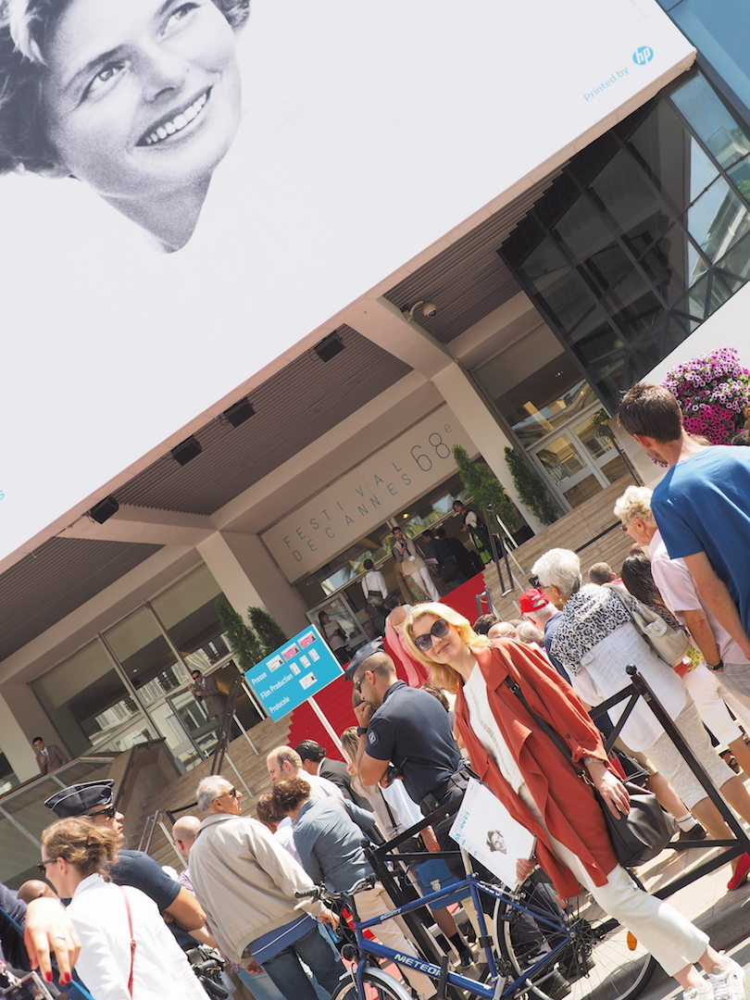 Printed by hp
FESTIVAL
DE CANNES 68e
Presse
Film Production
Protocole
METEOR